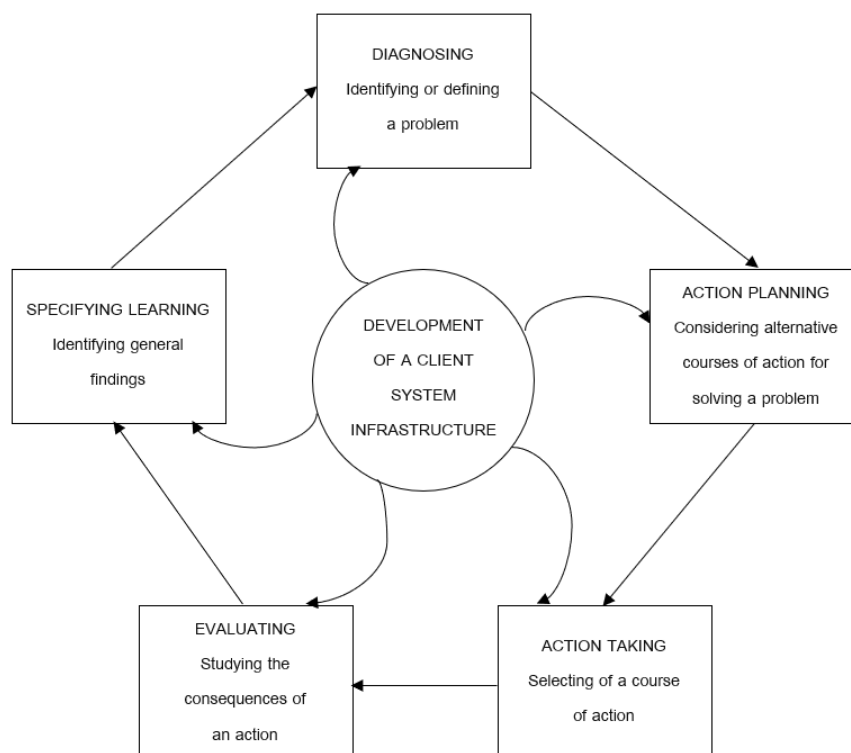 DIAGNOSING
Identifying or defining
a problem
SPECIFYING LEARNING
Identifying general
findings
DEVELOPMENT
OF A CLIENT
SYSTEM
INFRASTRUCTURE
ACTION PLANNING
Considering alternative
courses of action for
solving a problem
EVALUATING
Studying the
consequences of
an action
ACTION TAKING
Selecting of a course
of action